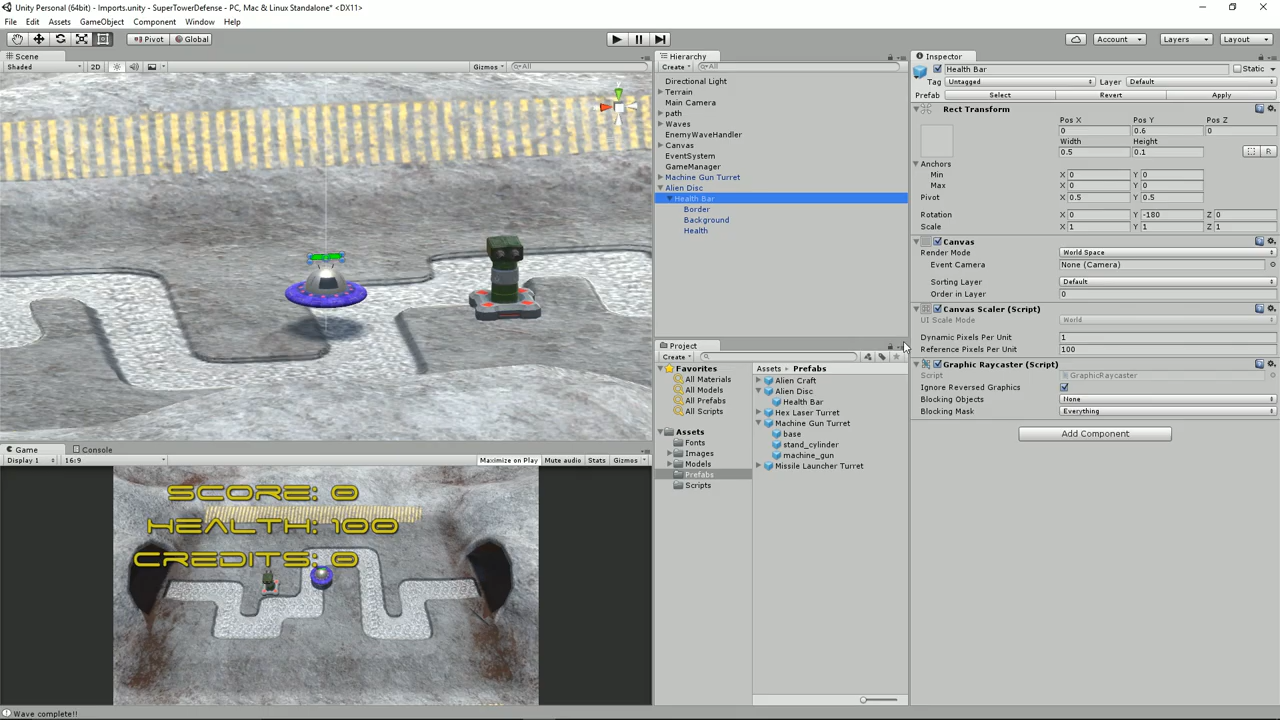 Unity Personal (64bit) - Imports.unity - SuperTowerDefense - PC, Mac & Linux Standalone* <DX11>
File Edit Assets GameObject Component Window Help
Pivot Global Account Layers Layout
Scene
Shaded 2D Gizmos All
Hierarchy
Create All
Directional Light
Terrain
Main Camera
path
Waves
EnemyWaveHandler
Canvas
EventSystem
GameManager
Machine Gun Turret
Alien Disc
Health Bar
Border
Background
Health
Inspector
Health Bar Static
Tag Untagged Layer Default
Prefab Select Revert Apply
Rect Transform
Pos X Pos Y Pos Z
0 0.6 0
Width Height
0.5 0.1 R
Anchors
Min X 0 Y 0
Max X 0 Y 0
Pivot X 0.5 Y 0.5
Rotation X 0 Y -180 Z 0
Scale X 1 Y 1 Z 1
Canvas
Render Mode World Space
Event Camera None (Camera)
Sorting Layer Default
Order in Layer 0
Canvas Scaler (Script)
UI Scale Mode World
Dynamic Pixels Per Unit 1
Reference Pixels Per Unit 100
Graphic Raycaster (Script)
Script GraphicRaycaster
Ignore Reversed Graphics
Blocking Objects None
Blocking Mask Everything
Add Component
Project
Create
Favorites
All Materials
All Models
All Prefabs
All Scripts
Assets
Fonts
Images
Models
Prefabs
Scripts
Assets Prefabs
Alien Craft
Alien Disc
Health Bar
Hex Laser Turret
Machine Gun Turret
base
stand_cylinder
machine_gun
Missile Launcher Turret
Game Console
Display 1 16:9 Maximize on Play Mute audio Stats Gizmos
SCORE: 0
HEALTH: 100
CREDITS: 0
Wave complete!!